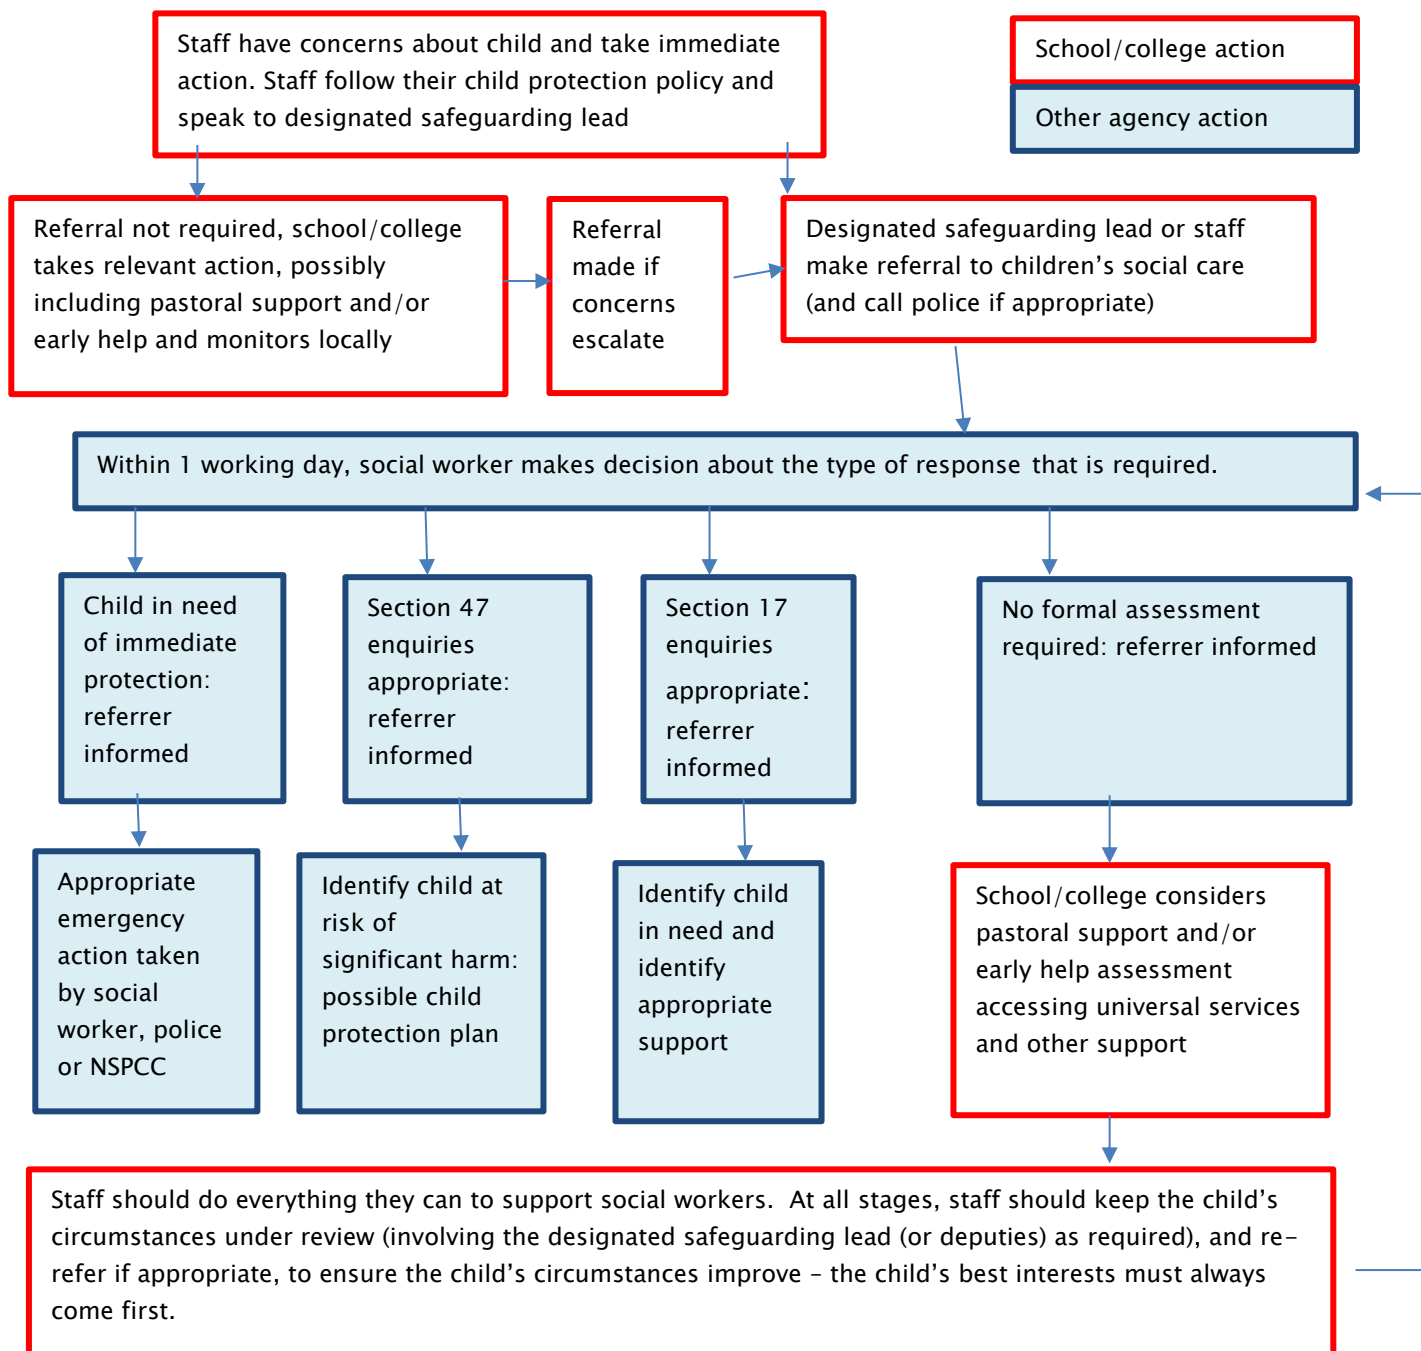 Staff have concerns about child and take immediate
action. Staff follow their child protection policy and
speak to designated safeguarding lead
School/college action
Other agency action
Referral not required, school/college
takes relevant action, possibly
including pastoral support and/or
early help and monitors locally
Referral
made if
concerns
escalate
Designated safeguarding lead or staff
make referral to children’s social care
(and call police if appropriate)
Within 1 working day, social worker makes decision about the type of response that is required.
Child in need
of immediate
protection:
referrer
informed
Section 47
enquiries
appropriate:
referrer
informed
Section 17
enquiries
appropriate:
referrer
informed
No formal assessment
required: referrer informed
Appropriate
emergency
action taken
by social
worker, police
or NSPCC
Identify child at
risk of
significant harm:
possible child
protection plan
Identify child
in need and
identify
appropriate
support
School/college considers
pastoral support and/or
early help assessment
accessing universal services
and other support
Staff should do everything they can to support social workers.  At all stages, staff should keep the child’s
circumstances under review (involving the designated safeguarding lead (or deputies) as required), and re-
refer if appropriate, to ensure the child’s circumstances improve – the child’s best interests must always
come first.